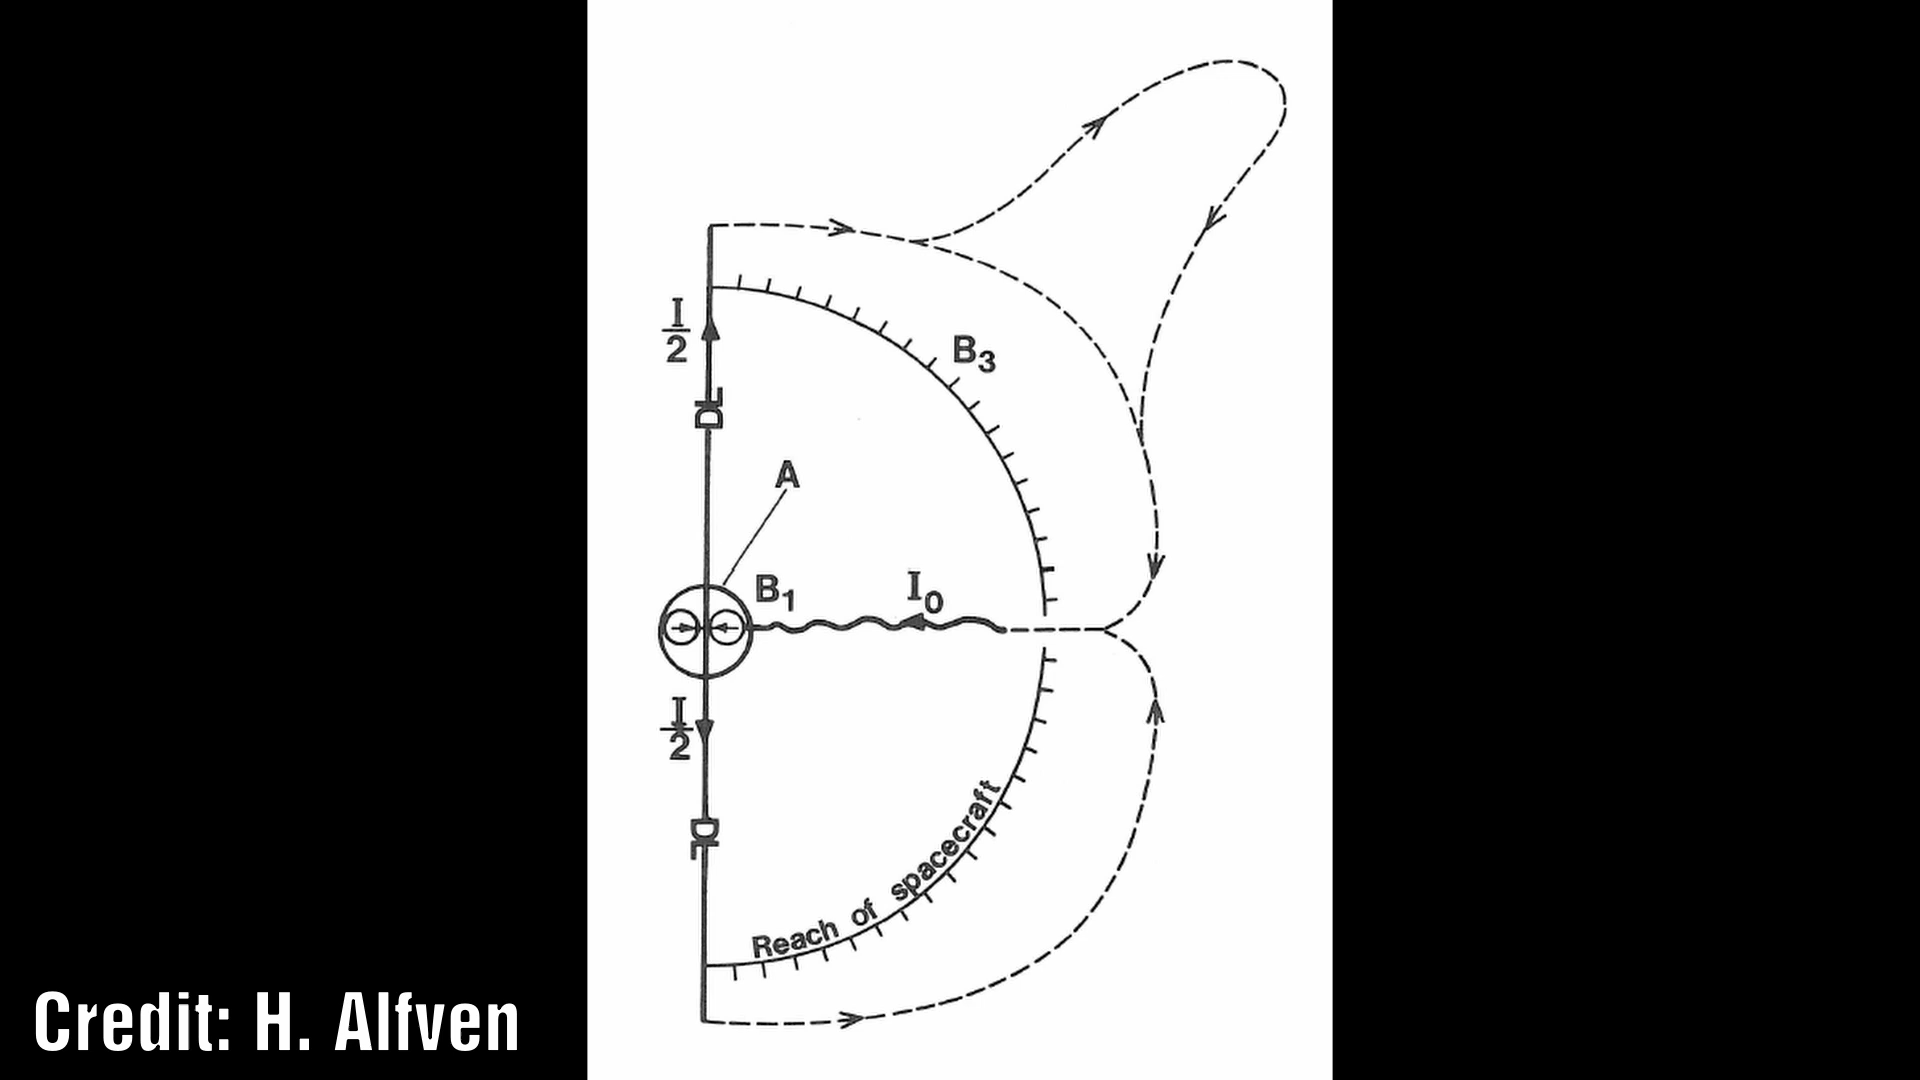 I/2
B₃
DL
A
B₁
I₀
I/2
DL
Reach of spacecraft
Credit: H. Alfven